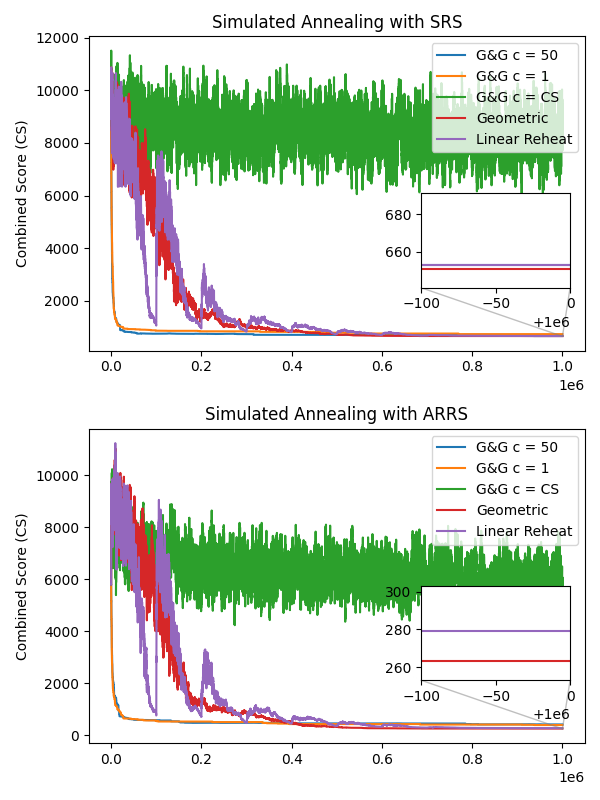 Simulated Annealing with SRS
12000
10000
8000
6000
4000
2000
Combined Score (CS)
G&G c = 50
G&G c = 1
G&G c = CS
Geometric
Linear Reheat
680
660
−100 −50 0
+1e6
0.0 0.2 0.4 0.6 0.8 1.0
1e6
Simulated Annealing with ARRS
10000
8000
6000
4000
2000
0
Combined Score (CS)
G&G c = 50
G&G c = 1
G&G c = CS
Geometric
Linear Reheat
300
280
260
−100 −50 0
+1e6
0.0 0.2 0.4 0.6 0.8 1.0
1e6